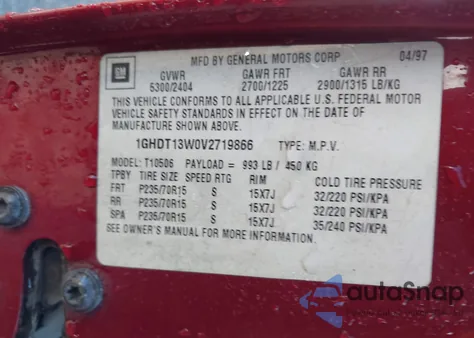 MFD BY GENERAL MOTORS CORP 04/97
GM
GVWR GAWR FRT GAWR RR
5300/2404 2700/1225 2900/1315 LB/KG
THIS VEHICLE CONFORMS TO ALL APPLICABLE U.S. FEDERAL MOTOR
VEHICLE SAFETY STANDARDS IN EFFECT ON THE DATE OF
MANUFACTURE SHOWN ABOVE.
1GHDT13W0V2719866 TYPE: M.P.V.
MODEL: T10506 PAYLOAD = 993 LB / 450 KG
TPBY TIRE SIZE SPEED RTG RIM COLD TIRE PRESSURE
FRT P235/70R15 S 15X7J 32/220 PSI/KPA
RR P235/70R15 S 15X7J 32/220 PSI/KPA
SPA P235/70R15 S 15X7J 35/240 PSI/KPA
SEE OWNER'S MANUAL FOR MORE INFORMATION.
autoSnap